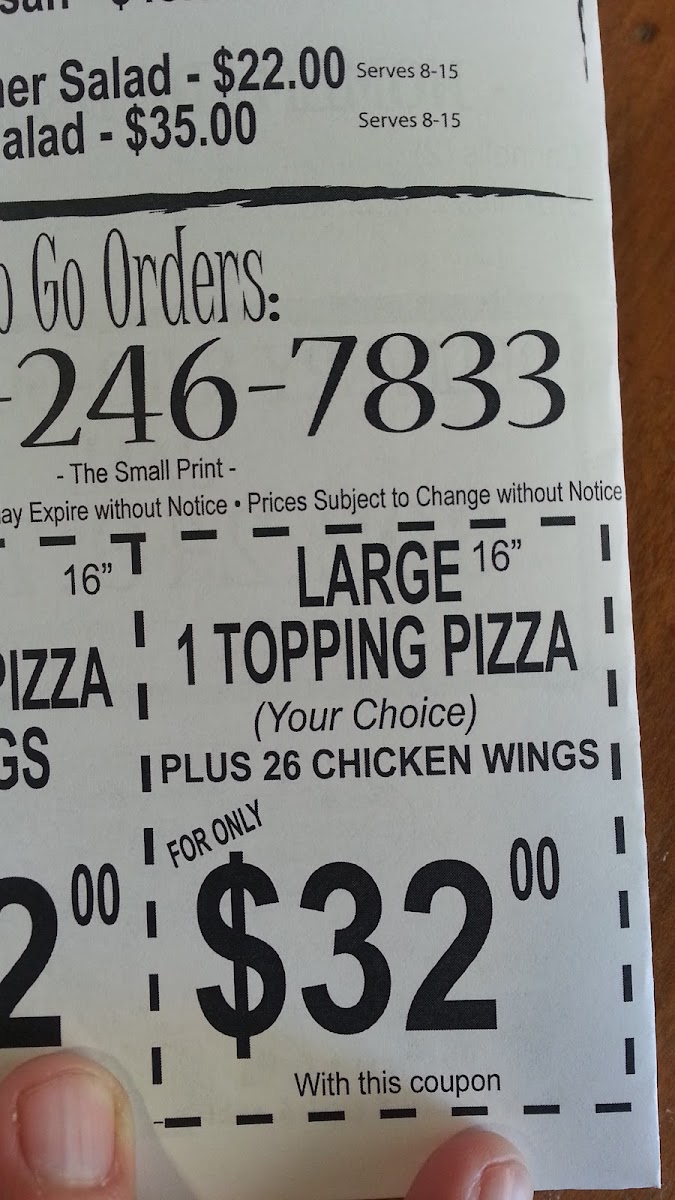 Salad - $22.00 Serves 8-15
alad - $35.00 Serves 8-15
Go Orders:
-246-7833
- The Small Print -
ay Expire without Notice • Prices Subject to Change without Notice
16”
PIZZA
GS
2 00
LARGE 16”
1 TOPPING PIZZA
(Your Choice)
PLUS 26 CHICKEN WINGS
FOR ONLY
$32 00
With this coupon